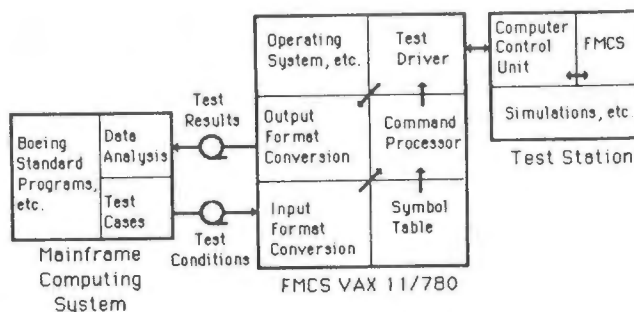 Boeing
Standard
Programs,
etc.
Data
Analysis
Test
Cases
Mainframe
Computing
System
Test
Results
Test
Conditions
Operating
System, etc.
Test
Driver
Output
Format
Conversion
Command
Processor
Input
Format
Conversion
Symbol
Table
FMCS VAX 11/780
Computer
Control
Unit
FMCS
Simulations, etc.
Test Station